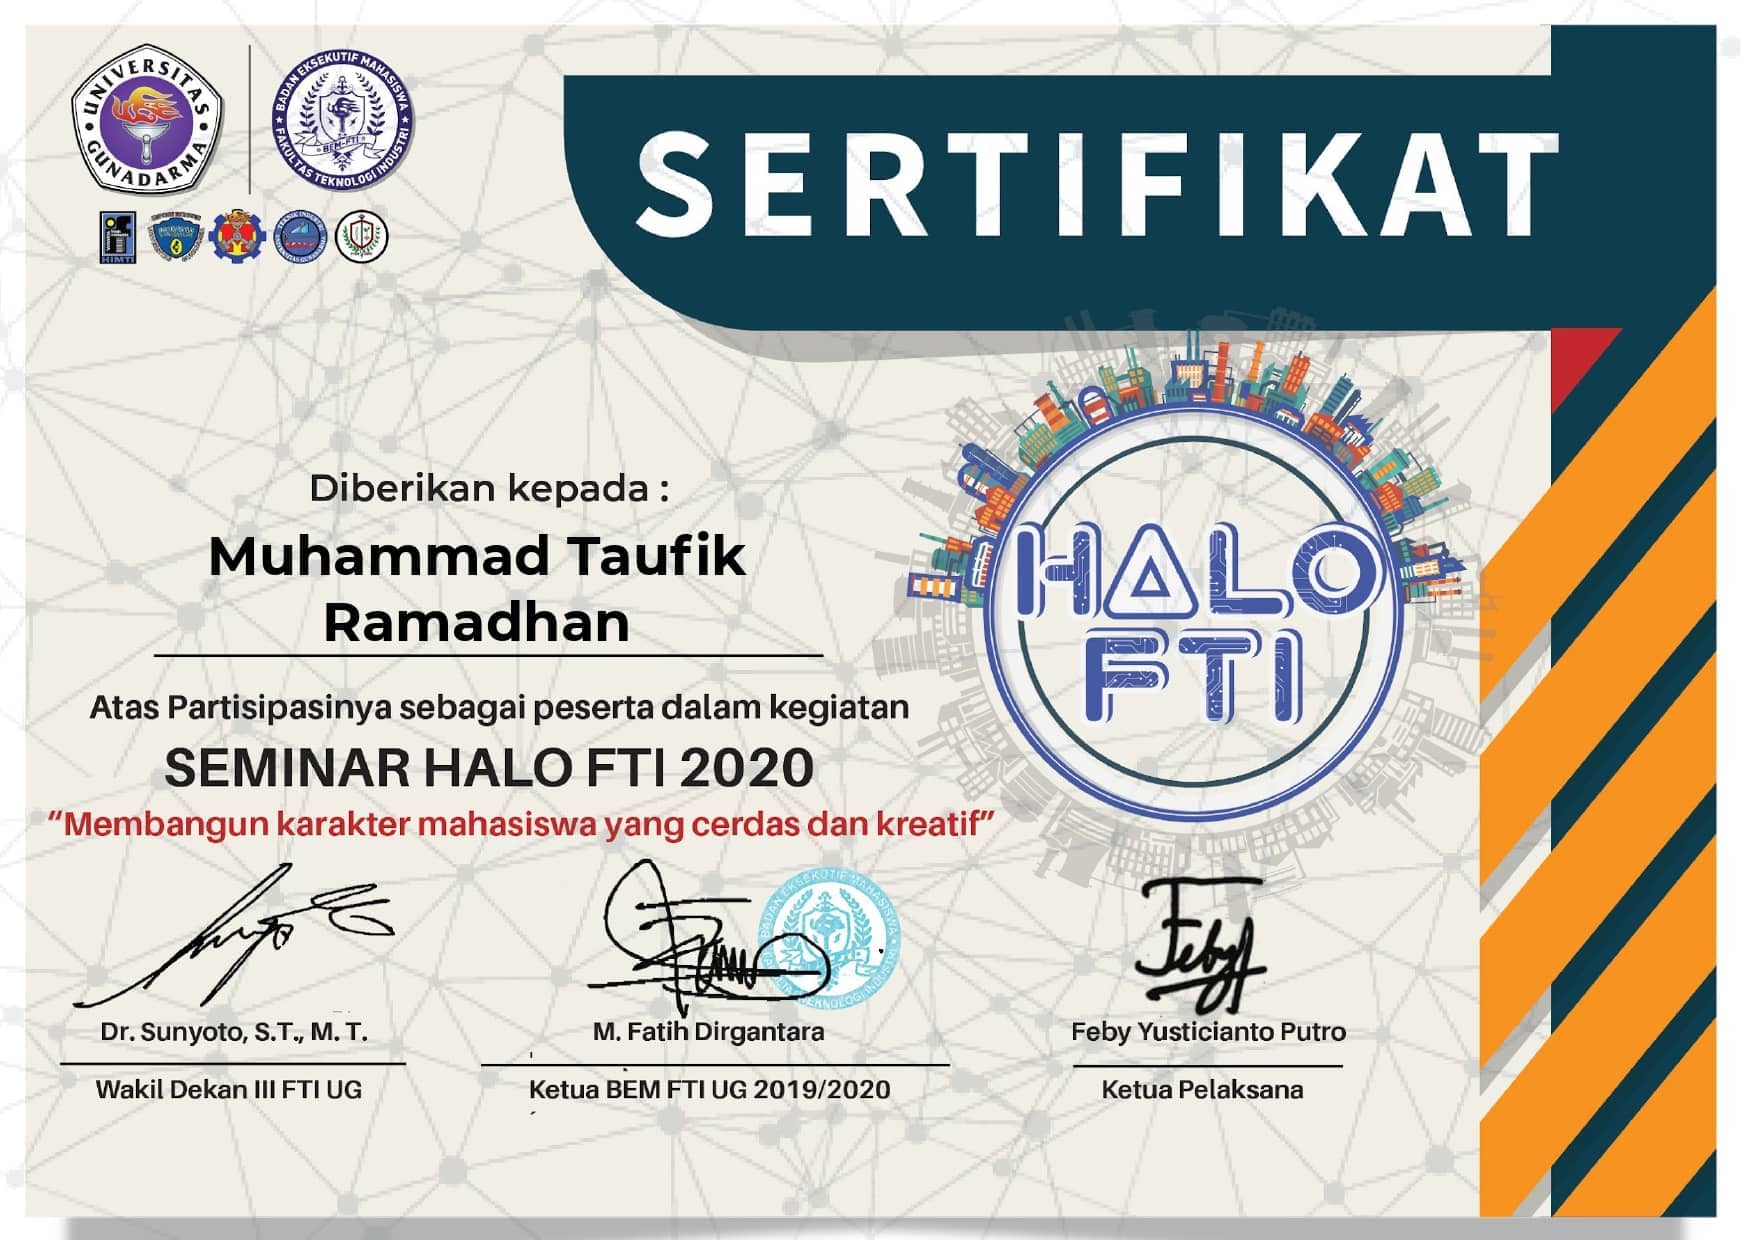 UNIVERSITAS GUNADARMA
BADAN EKSEKUTIF MAHASISWA
FAKULTAS TEKNOLOGI INDUSTRI
BEM-FTI
HIMTI
SERTIFIKAT
Diberikan kepada :
Muhammad Taufik
Ramadhan
HALO
FTI
Atas Partisipasinya sebagai peserta dalam kegiatan
SEMINAR HALO FTI 2020
“Membangun karakter mahasiswa yang cerdas dan kreatif”
Feby
Dr. Sunyoto, S.T., M. T.
M. Fatih Dirgantara
Feby Yusticianto Putro
Wakil Dekan III FTI UG
Ketua BEM FTI UG 2019/2020
Ketua Pelaksana